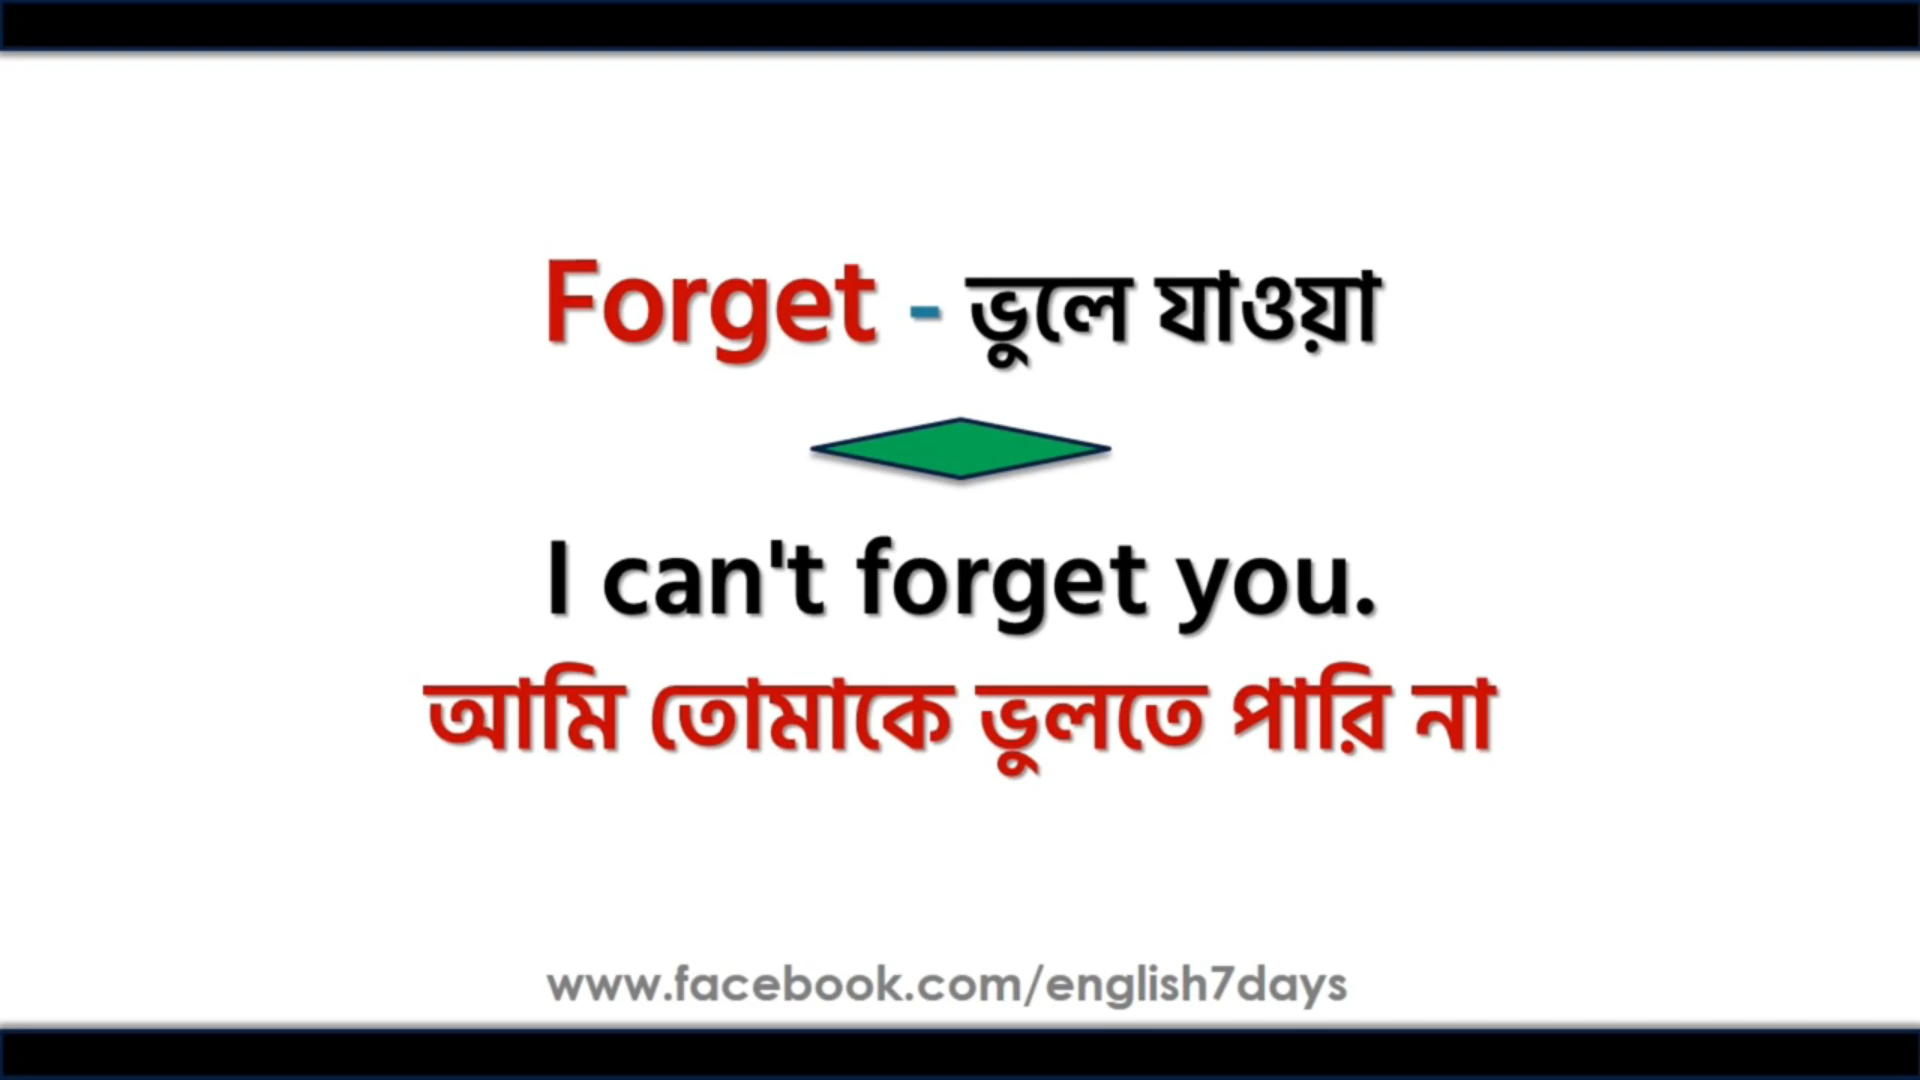 Forget - ভুলে যাওয়া
I can't forget you.
আমি তোমাকে ভুলতে পারি না
www.facebook.com/english7days